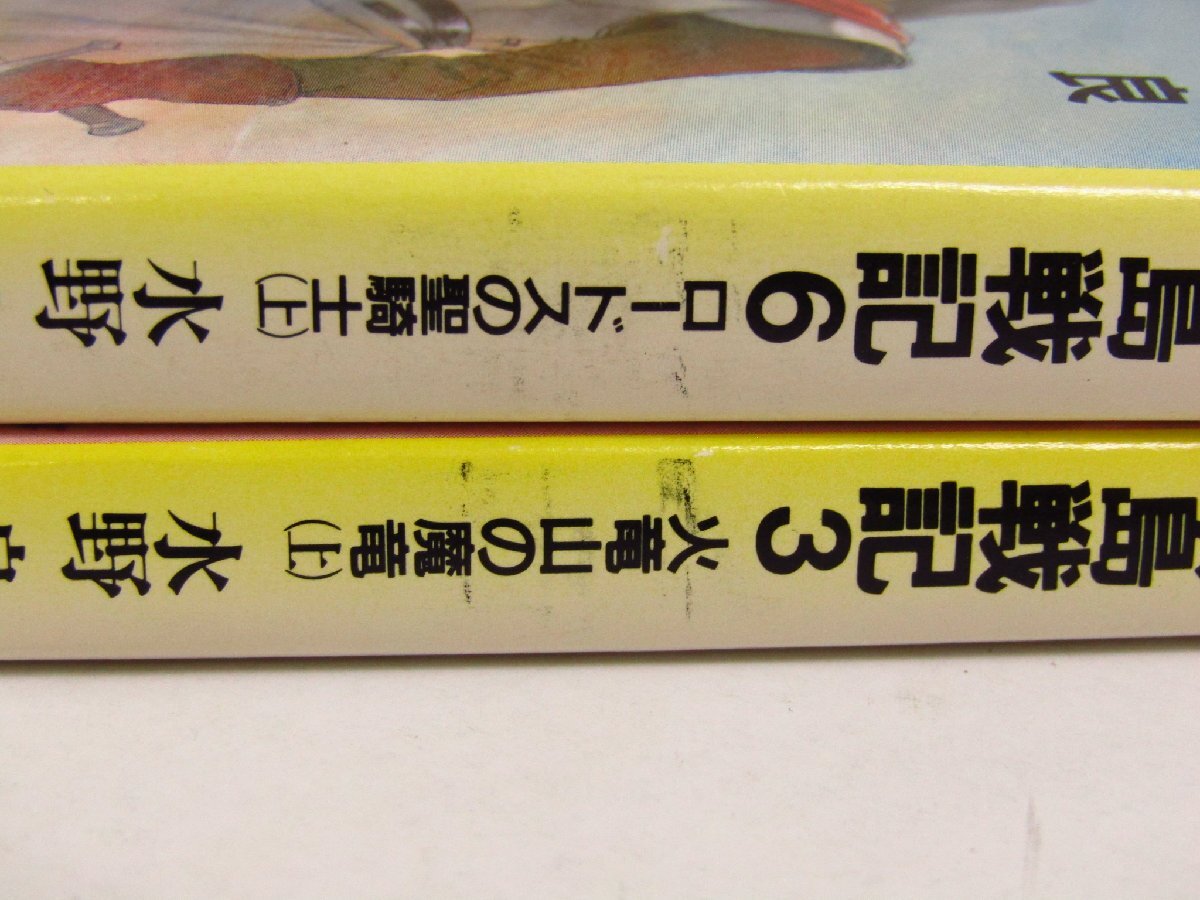 良
島戦記6 ロードスの聖騎士(上) 水野
島戦記3 火竜山の魔竜(上) 水野